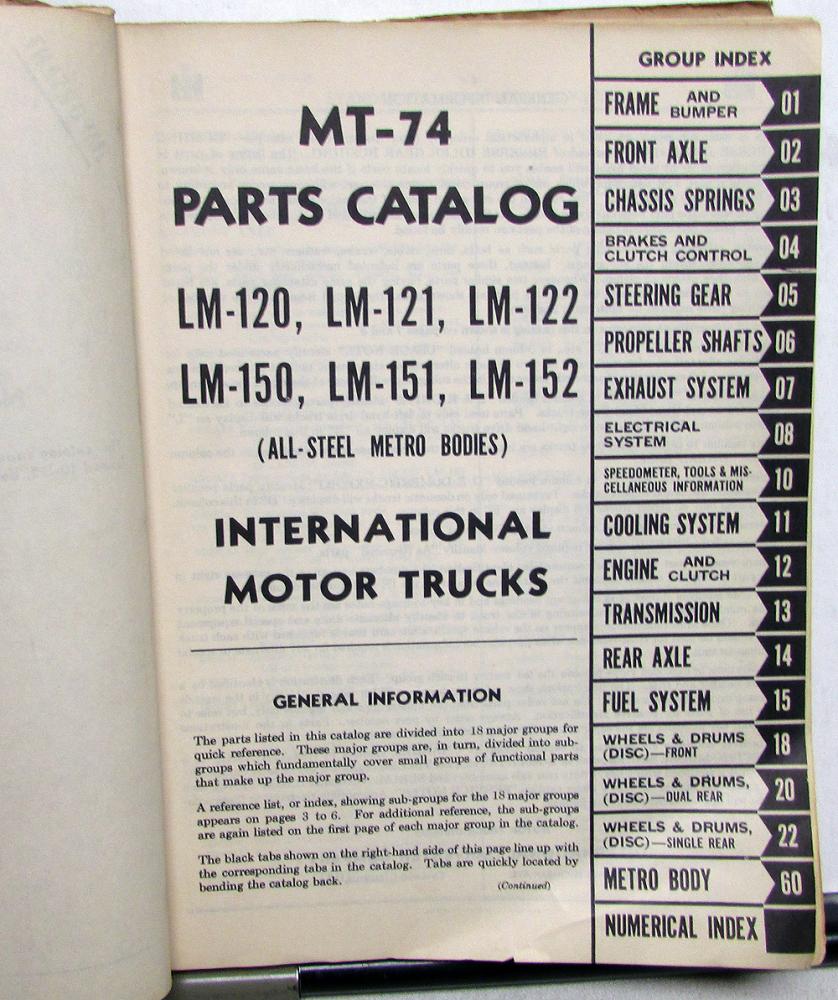 MT-74
PARTS CATALOG
LM-120, LM-121, LM-122
LM-150, LM-151, LM-152
(ALL-STEEL METRO BODIES)
INTERNATIONAL
MOTOR TRUCKS
GENERAL INFORMATION
The parts listed in this catalog are divided into 18 major groups for
quick reference. These major groups are, in turn, divided into sub-
groups which fundamentally cover small groups of functional parts
that make up the major group.
A reference list, or index, showing sub-groups for the 18 major groups
appears on pages 3 to 6. For additional reference, the sub-groups
are again listed on the first page of each major group in the catalog.
The black tabs shown on the right-hand side of this page line up with
the corresponding tabs in the catalog. Tabs are quickly located by
bending the catalog back.
(Continued)
GROUP INDEX
FRAME AND BUMPER 01
FRONT AXLE 02
CHASSIS SPRINGS 03
BRAKES AND
CLUTCH CONTROL 04
STEERING GEAR 05
PROPELLER SHAFTS 06
EXHAUST SYSTEM 07
ELECTRICAL
SYSTEM 08
SPEEDOMETER, TOOLS & MIS-
CELLANEOUS INFORMATION 10
COOLING SYSTEM 11
ENGINE AND CLUTCH 12
TRANSMISSION 13
REAR AXLE 14
FUEL SYSTEM 15
WHEELS & DRUMS
(DISC)—FRONT 18
WHEELS & DRUMS,
(DISC)—DUAL REAR 20
WHEELS & DRUMS,
(DISC)—SINGLE REAR 22
METRO BODY 60
NUMERICAL INDEX